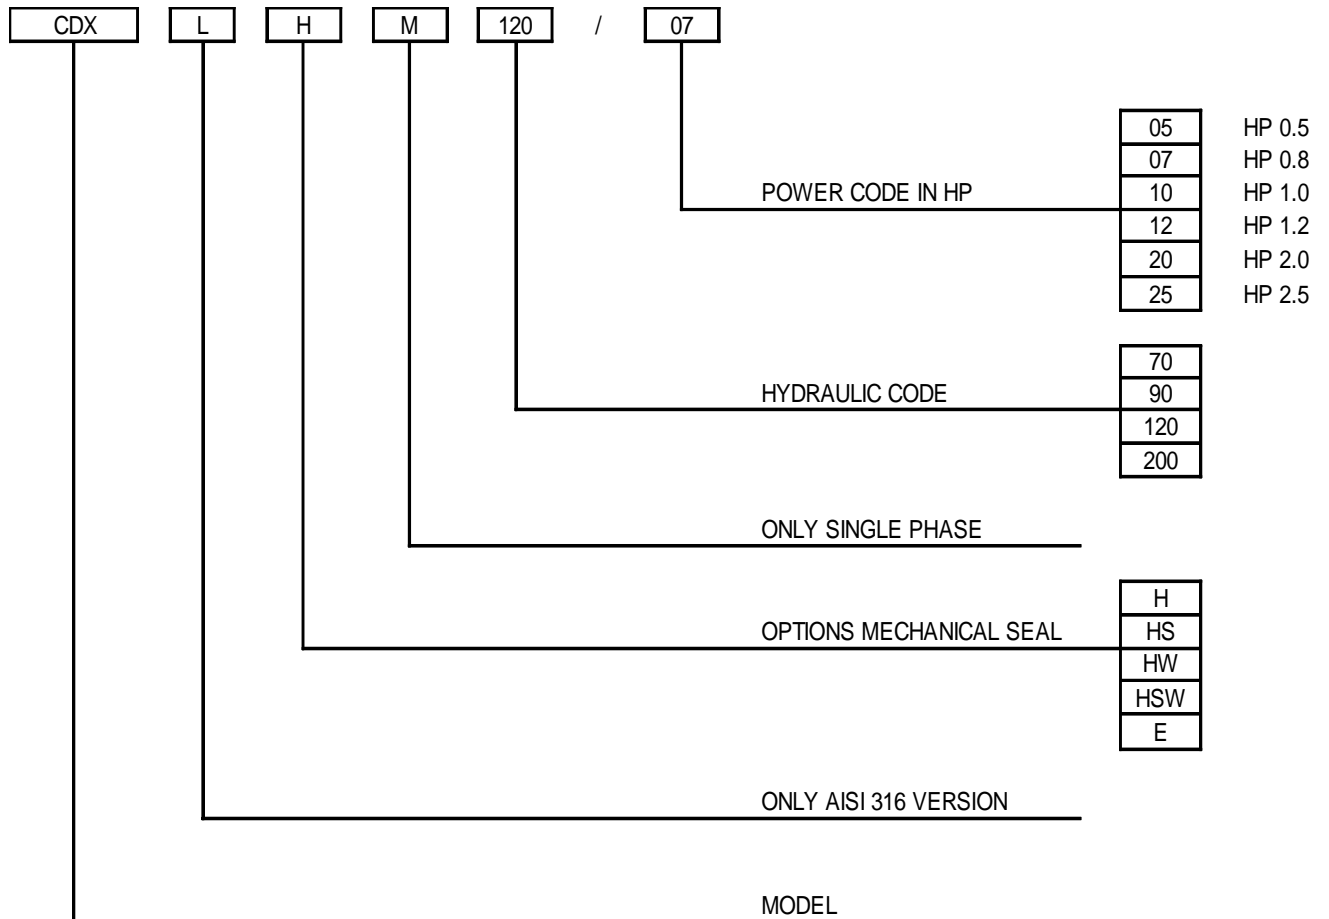 CDX L H M 120 / 07
05 HP 0.5
07 HP 0.8
POWER CODE IN HP 10 HP 1.0
12 HP 1.2
20 HP 2.0
25 HP 2.5
70
HYDRAULIC CODE 90
120
200
ONLY SINGLE PHASE
H
OPTIONS MECHANICAL SEAL HS
HW
HSW
E
ONLY AISI 316 VERSION
MODEL